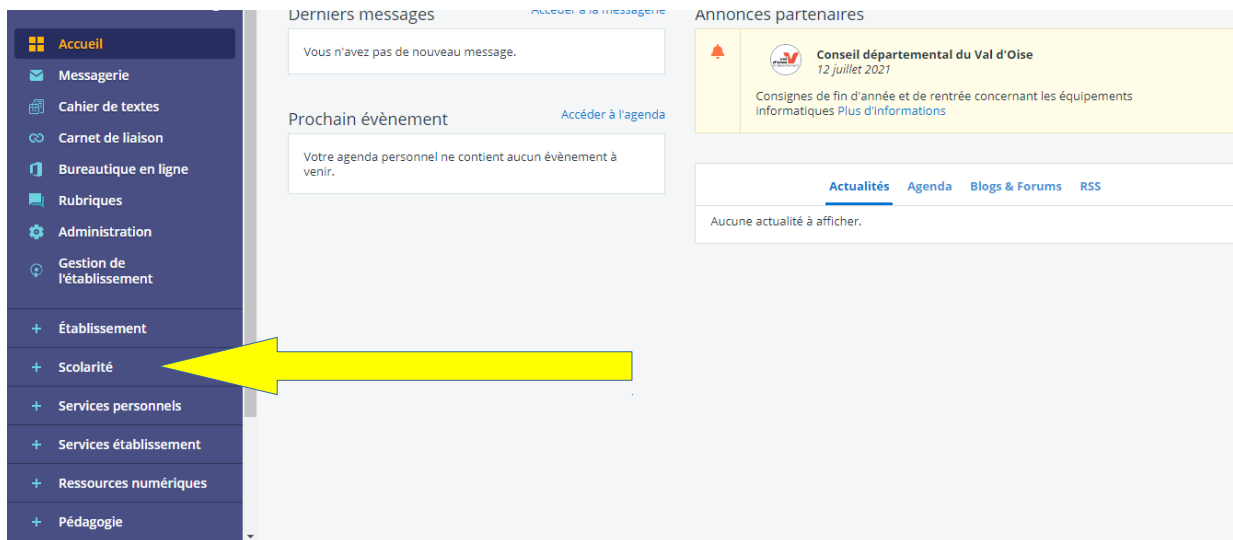 Accueil
Messagerie
Cahier de textes
Carnet de liaison
Bureautique en ligne
Rubriques
Administration
Gestion de
l'établissement
Établissement
Scolarité
Services personnels
Services établissement
Ressources numériques
Pédagogie
Derniers messages
Accéder à la messagerie
Vous n'avez pas de nouveau message.
Prochain évènement
Accéder à l'agenda
Votre agenda personnel ne contient aucun évènement à
venir.
Annonces partenaires
Conseil départemental du Val d'Oise
12 juillet 2021
Consignes de fin d'année et de rentrée concernant les équipements
informatiques Plus d'informations
Actualités Agenda Blogs & Forums RSS
Aucune actualité à afficher.